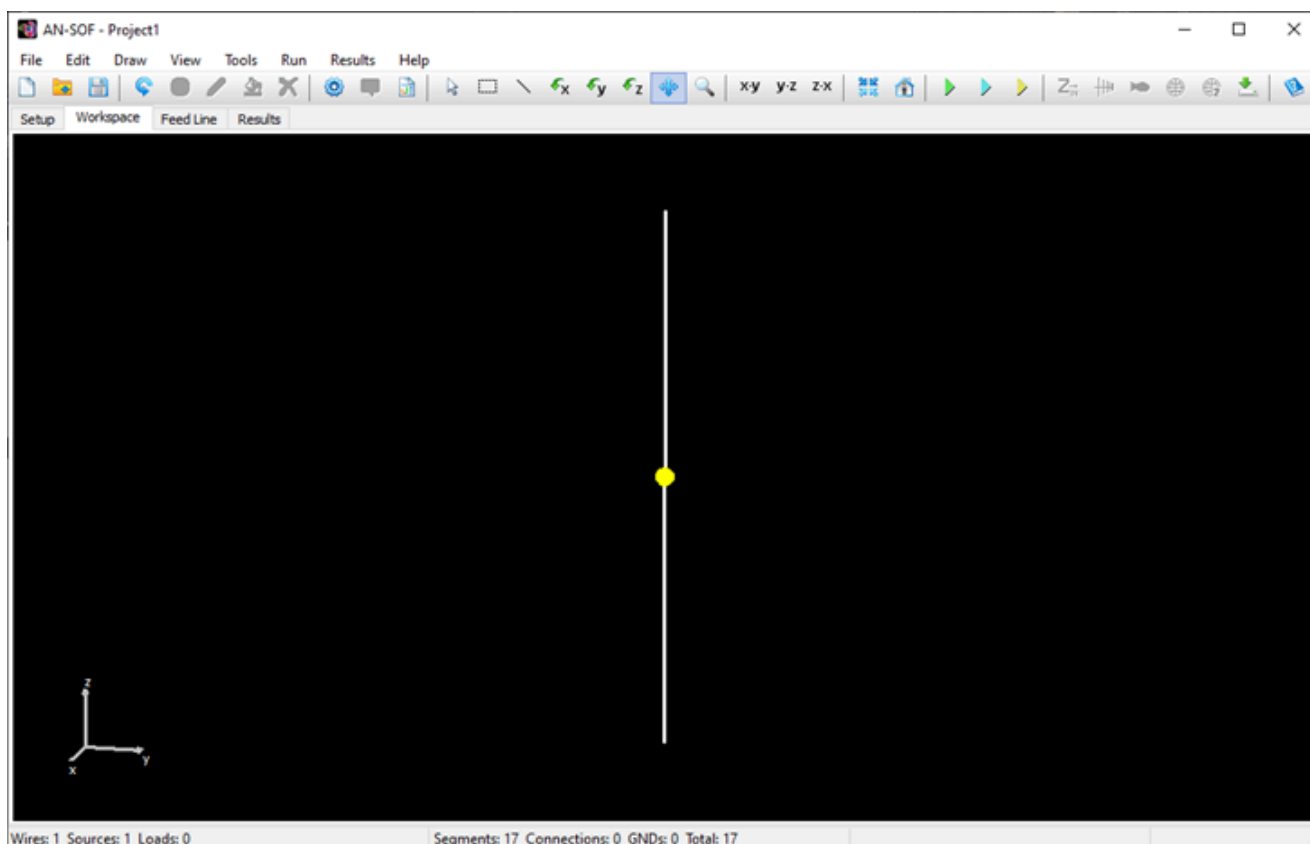 AN-SOF - Project1
File Edit Draw View Tools Run Results Help
x y z x-y y-z z-x
Setup Workspace Feed Line Results
z
y
x
Wires: 1 Sources: 1 Loads: 0 Segments: 17 Connections: 0 GNDs: 0 Total: 17